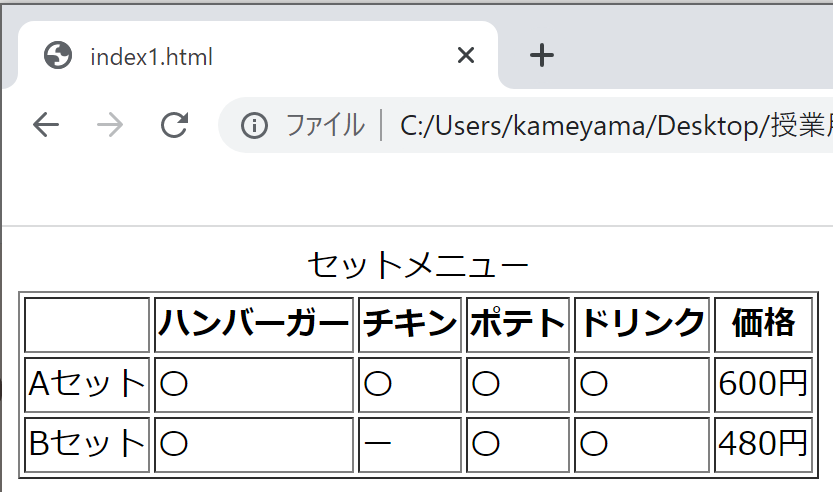 index1.html
ファイル C:/Users/kameyama/Desktop/授業
セットメニュー
ハンバーガー チキン ポテト ドリンク 価格
Aセット 〇 〇 〇 〇 600円
Bセット 〇 － 〇 〇 480円